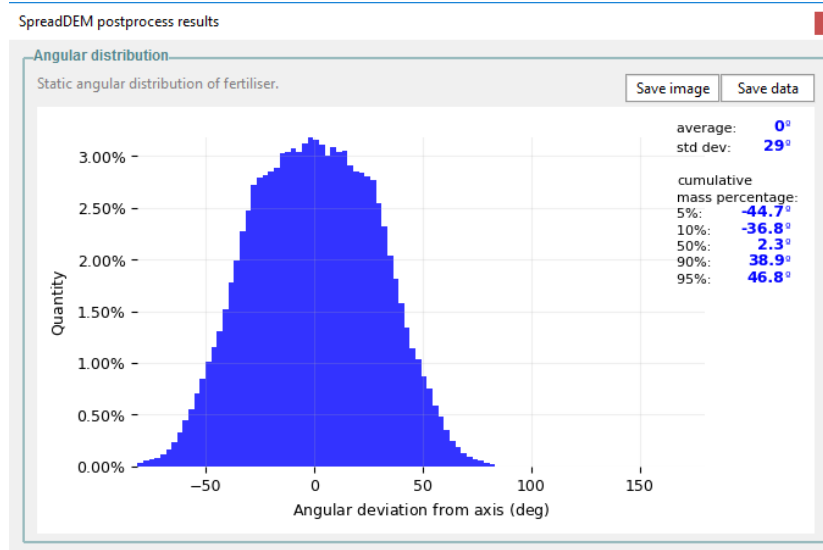 SpreadDEM postprocess results
Angular distribution
Static angular distribution of fertiliser.
Save image
Save data
average: 0º
std dev: 29º
cumulative
mass percentage:
5%: -44.7º
10%: -36.8º
50%: 2.3º
90%: 38.9º
95%: 46.8º
3.00%
2.50%
2.00%
1.50%
1.00%
0.50%
0.00%
Quantity
−50 0 50 100 150
Angular deviation from axis (deg)